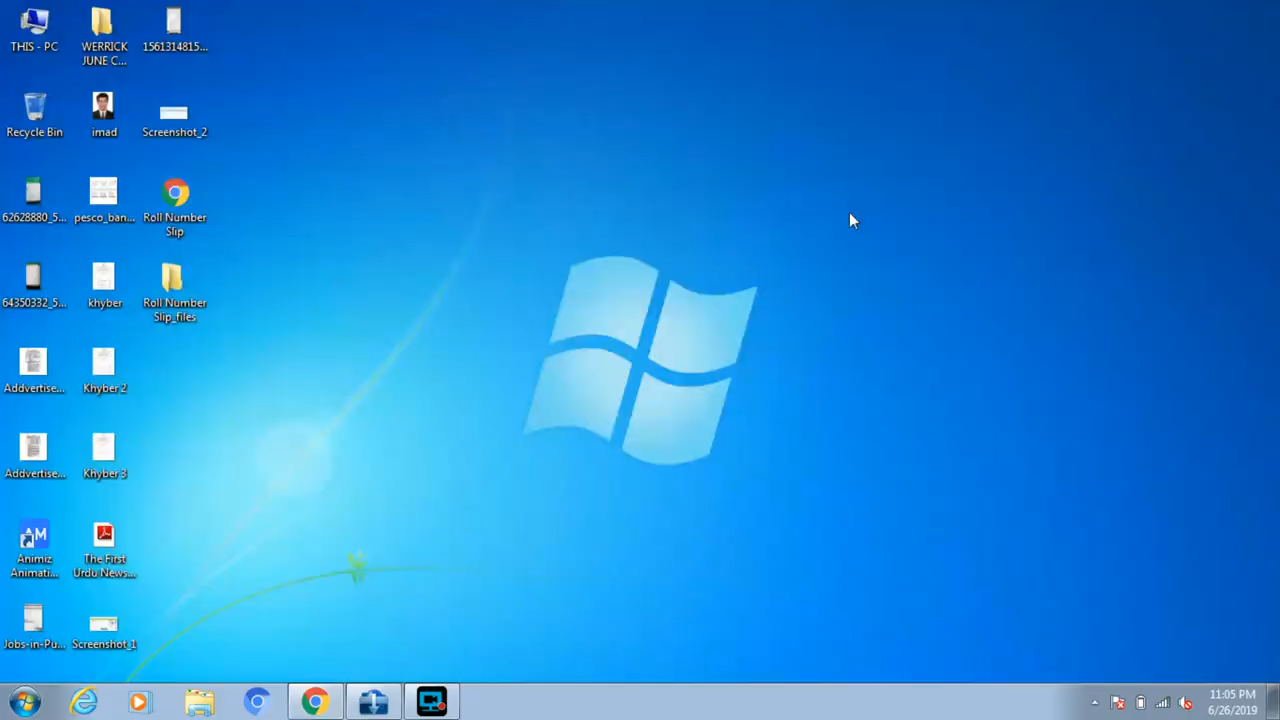 THIS - PC
WERRICK
JUNE C...
1561314815...
Recycle Bin
imad
Screenshot_2
62628880_5...
pesco_ban...
Roll Number
Slip
64350332_5...
khyber
Roll Number
Slip_files
Addvertise...
Khyber 2
Addvertise...
Khyber 3
AM
Animiz
Animati...
The First
Urdu News...
Jobs-in-Pu...
Screenshot_1
11:05 PM
6/26/2019